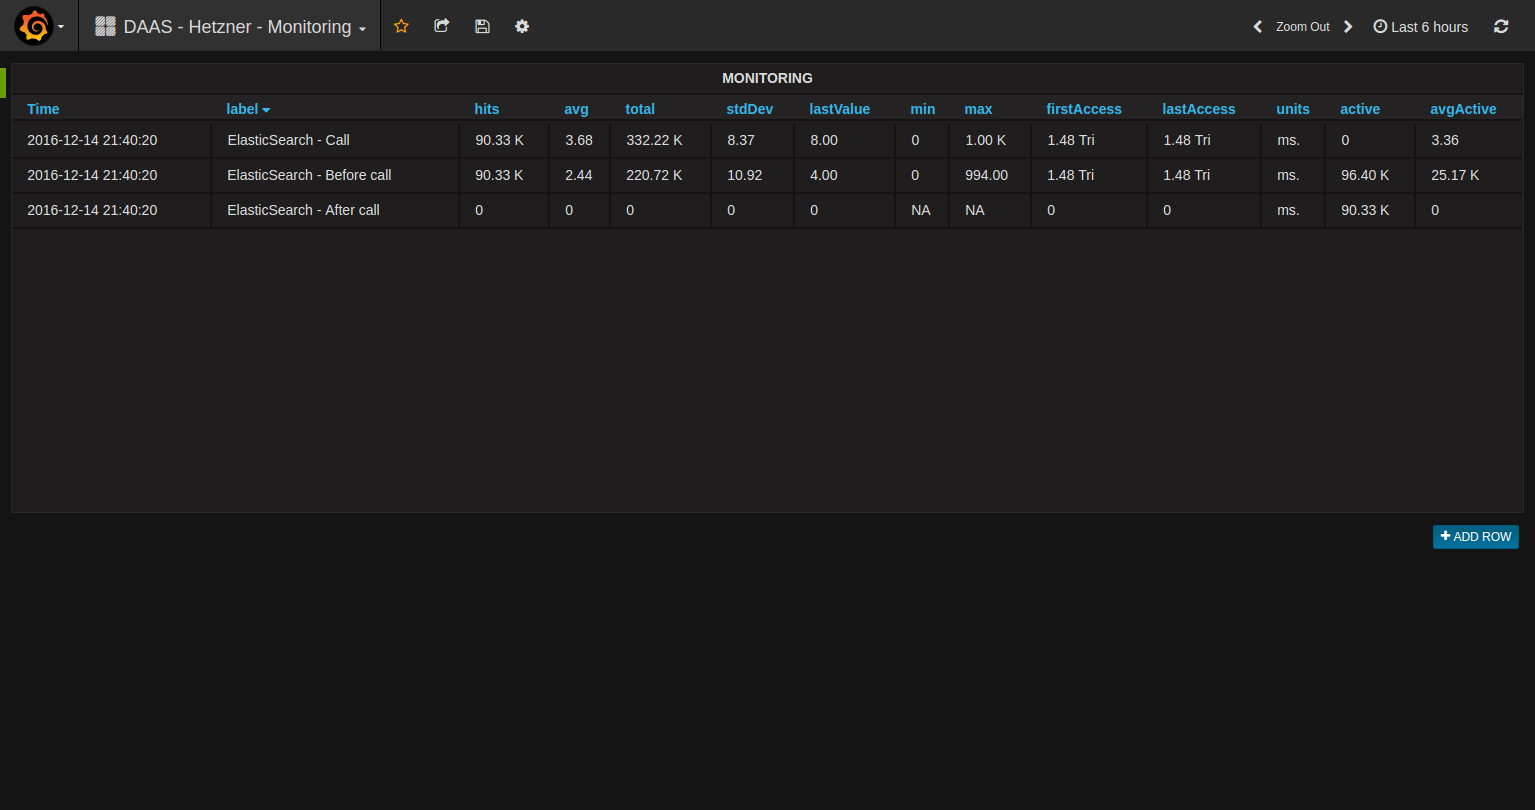 DAAS - Hetzner - Monitoring Zoom Out Last 6 hours
MONITORING
Time label hits avg total stdDev lastValue min max firstAccess lastAccess units active avgActive
2016-12-14 21:40:20 ElasticSearch - Call 90.33 K 3.68 332.22 K 8.37 8.00 0 1.00 K 1.48 Tri 1.48 Tri ms. 0 3.36
2016-12-14 21:40:20 ElasticSearch - Before call 90.33 K 2.44 220.72 K 10.92 4.00 0 994.00 1.48 Tri 1.48 Tri ms. 96.40 K 25.17 K
2016-12-14 21:40:20 ElasticSearch - After call 0 0 0 0 0 NA NA 0 0 ms. 90.33 K 0
ADD ROW